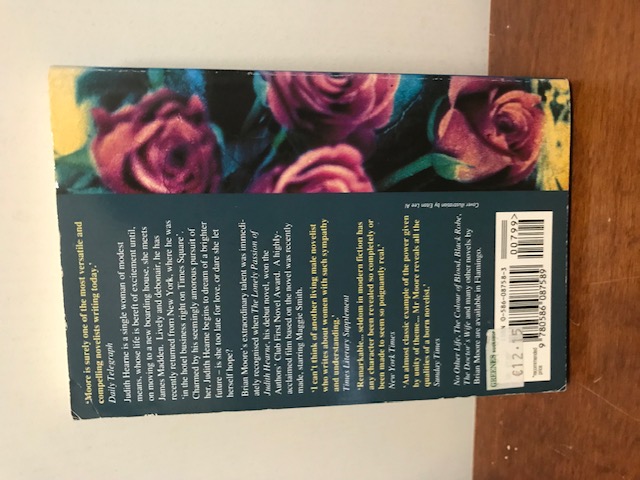 'Moore is surely one of the most versatile and
compelling novelists writing today.'
Daily Telegraph
Judith Hearne is a single woman of modest
means, whose life is bereft of excitement until,
on moving to a new boarding house, she meets
James Madden. Lively and debonair, he has
recently returned from New York, where he was
'in the hotel business right on Times Square'.
Charmed by his seemingly amorous pursuit of
her Judith Hearne begins to dream of a brighter
future – is she too late for love, or dare she let
herself hope?
Brian Moore's extraordinary talent was immedi-
ately recognised when The Lonely Passion of
Judith Hearne, his debut novel, won the
Authors' Club First Novel Award. A highly-
acclaimed film based on the novel was recently
made, starring Maggie Smith.
'I can't think of another living male novelist
who writes about women with such sympathy
and understanding.'
Times Literary Supplement
'Remarkable... seldom in modern fiction has
any character been revealed so completely or
been made to seem so poignantly real.'
New York Times
'An almost classic example of the power given
by unity of theme... Mr Moore reveals all the
qualities of a born novelist.'
Sunday Times
No Other Life, The Colour of Blood, Black Robe,
The Doctor's Wife and many other novels by
Brian Moore are available in Flamingo.
Cover illustration by
GREENES
€12.15
0-586-08758-3
00799>
9 780586 087589